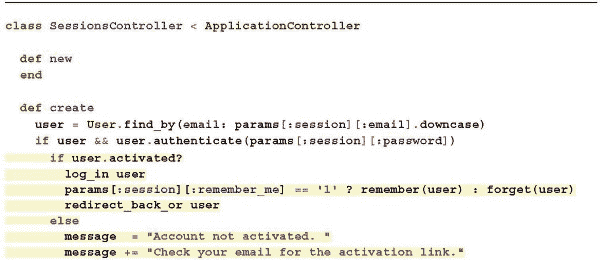 class SessionsController < ApplicationController
  def new
  end
  def create
    user = User.find_by(email: params[:session][:email].downcase)
    if user && user.authenticate(params[:session][:password])
      if user.activated?
        log_in user
        params[:session][:remember_me] == '1' ? remember(user) : forget(user)
        redirect_back_or user
      else
        message  = "Account not activated. "
        message += "Check your email for the activation link."